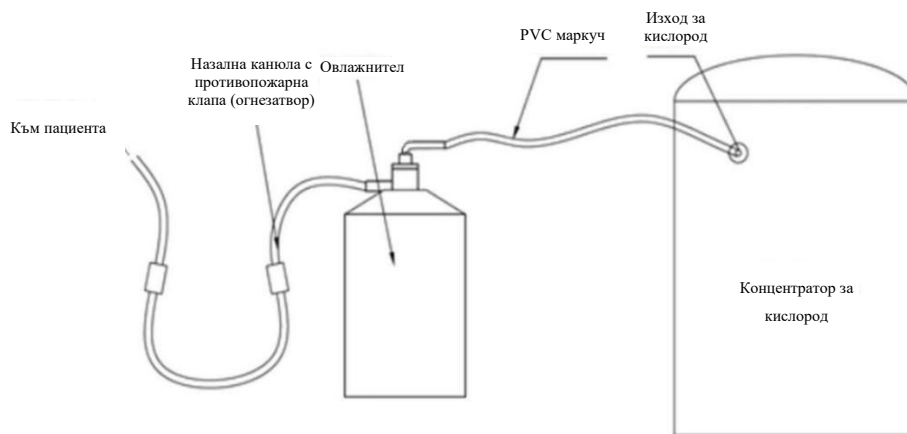 PVC маркуч
Изход за
кислород
Назална канюла с
противопожарна
клапа (огнезатвор)
Овлажнител
Към пациента
Концентратор за
кислород